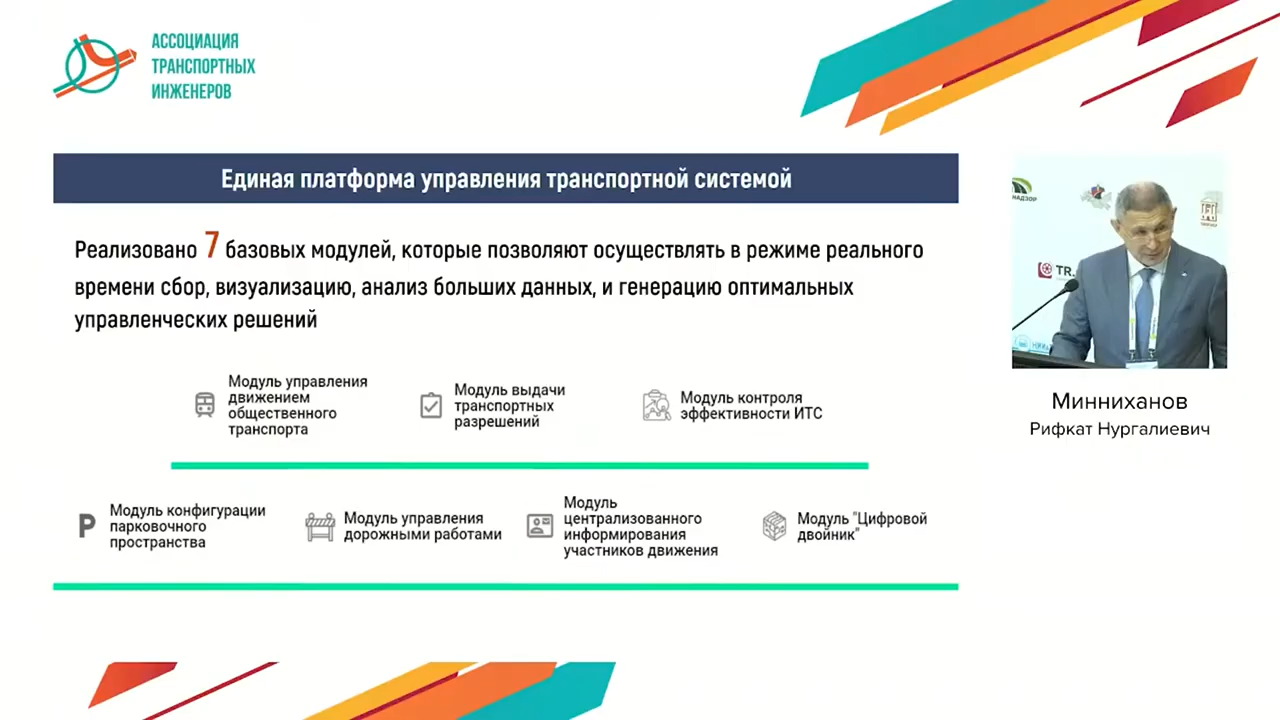 АССОЦИАЦИЯ
ТРАНСПОРТНЫХ
ИНЖЕНЕРОВ
Единая платформа управления транспортной системой
Реализовано 7 базовых модулей, которые позволяют осуществлять в режиме реального
времени сбор, визуализацию, анализ больших данных, и генерацию оптимальных
управленческих решений
Модуль управления
движением
общественного
транспорта
Модуль выдачи
транспортных
разрешений
Модуль контроля
эффективности ИТС
P
Модуль конфигурации
парковочного
пространства
Модуль управления
дорожными работами
Модуль
централизованного
информирования
участников движения
Модуль "Цифровой
двойник"
НАДЗОР
TR.
Минниханов
Рифкат Нургалиевич